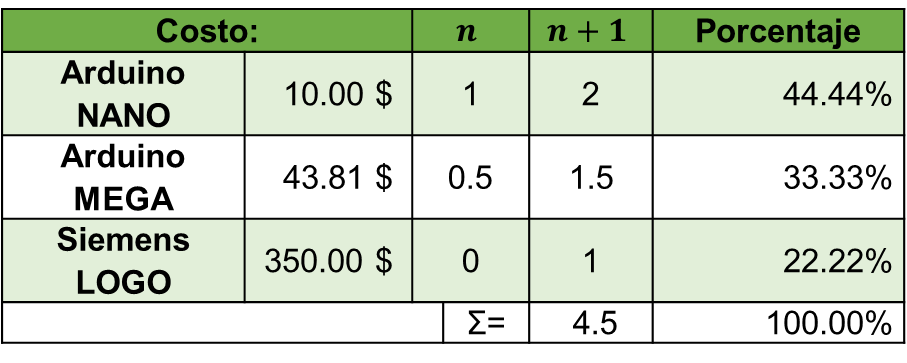 Costo: n n + 1 Porcentaje
Arduino
NANO 10.00 $ 1 2 44.44%
Arduino
MEGA 43.81 $ 0.5 1.5 33.33%
Siemens
LOGO 350.00 $ 0 1 22.22%
Σ= 4.5 100.00%